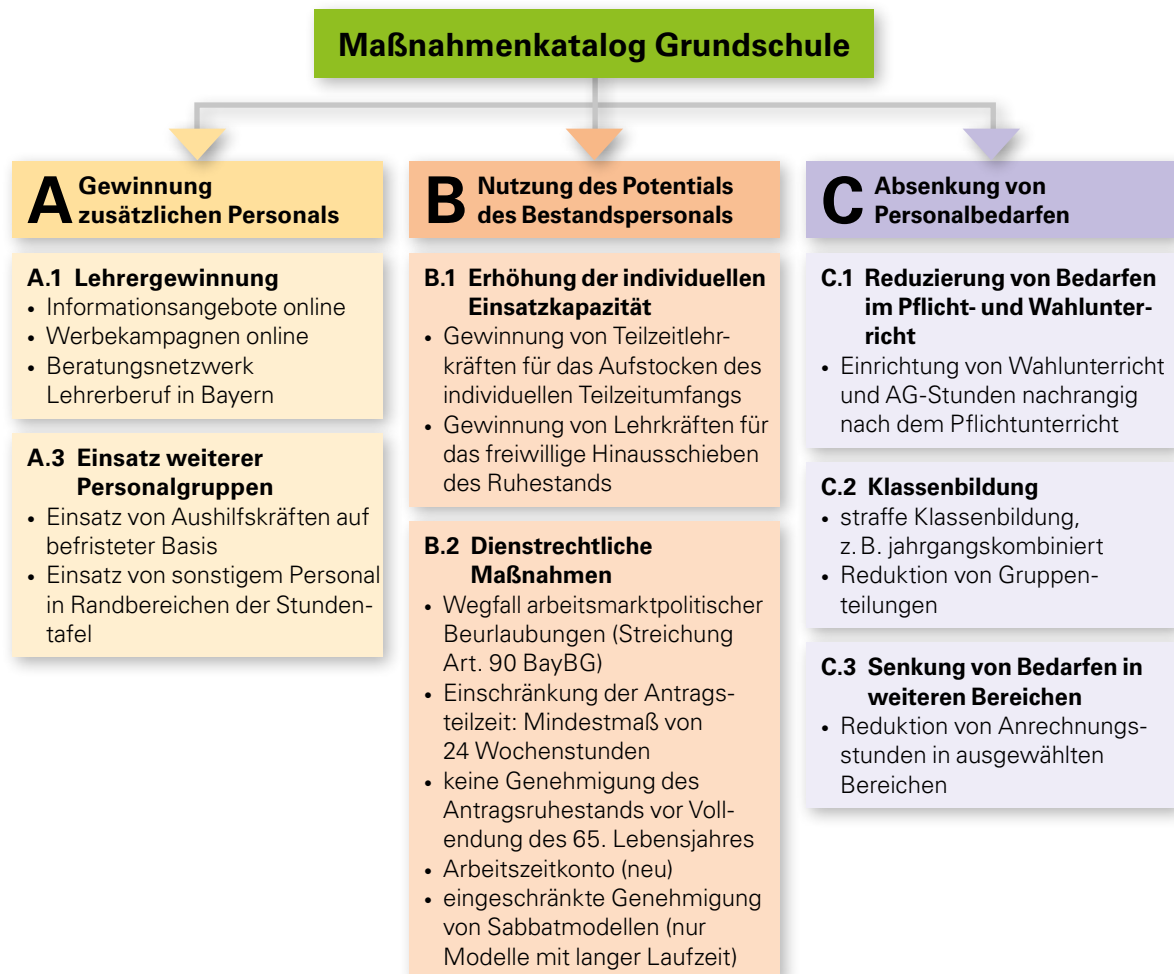 Maßnahmenkatalog Grundschule
A Gewinnung
zusätzlichen Personals
A.1 Lehrergewinnung
• Informationsangebote online
• Werbekampagnen online
• Beratungsnetzwerk
Lehrerberuf in Bayern
A.3 Einsatz weiterer
Personalgruppen
• Einsatz von Aushilfskräften auf
befristeter Basis
• Einsatz von sonstigem Personal
in Randbereichen der Stunden-
tafel
B Nutzung des Potentials
des Bestandspersonals
B.1 Erhöhung der individuellen
Einsatzkapazität
• Gewinnung von Teilzeitlehr-
kräften für das Aufstocken des
individuellen Teilzeitumfangs
• Gewinnung von Lehrkräften für
das freiwillige Hinausschieben
des Ruhestands
B.2 Dienstrechtliche
Maßnahmen
• Wegfall arbeitsmarktpolitischer
Beurlaubungen (Streichung
Art. 90 BayBG)
• Einschränkung der Antrags-
teilzeit: Mindestmaß von
24 Wochenstunden
• keine Genehmigung des
Antragsruhestands vor Voll-
endung des 65. Lebensjahres
• Arbeitszeitkonto (neu)
• eingeschränkte Genehmigung
von Sabbatmodellen (nur
Modelle mit langer Laufzeit)
C Absenkung von
Personalbedarfen
C.1 Reduzierung von Bedarfen
im Pflicht- und Wahlunter-
richt
• Einrichtung von Wahlunterricht
und AG-Stunden nachrangig
nach dem Pflichtunterricht
C.2 Klassenbildung
• straffe Klassenbildung,
z. B. jahrgangskombiniert
• Reduktion von Gruppen-
teilungen
C.3 Senkung von Bedarfen in
weiteren Bereichen
• Reduktion von Anrechnungs-
stunden in ausgewählten
Bereichen